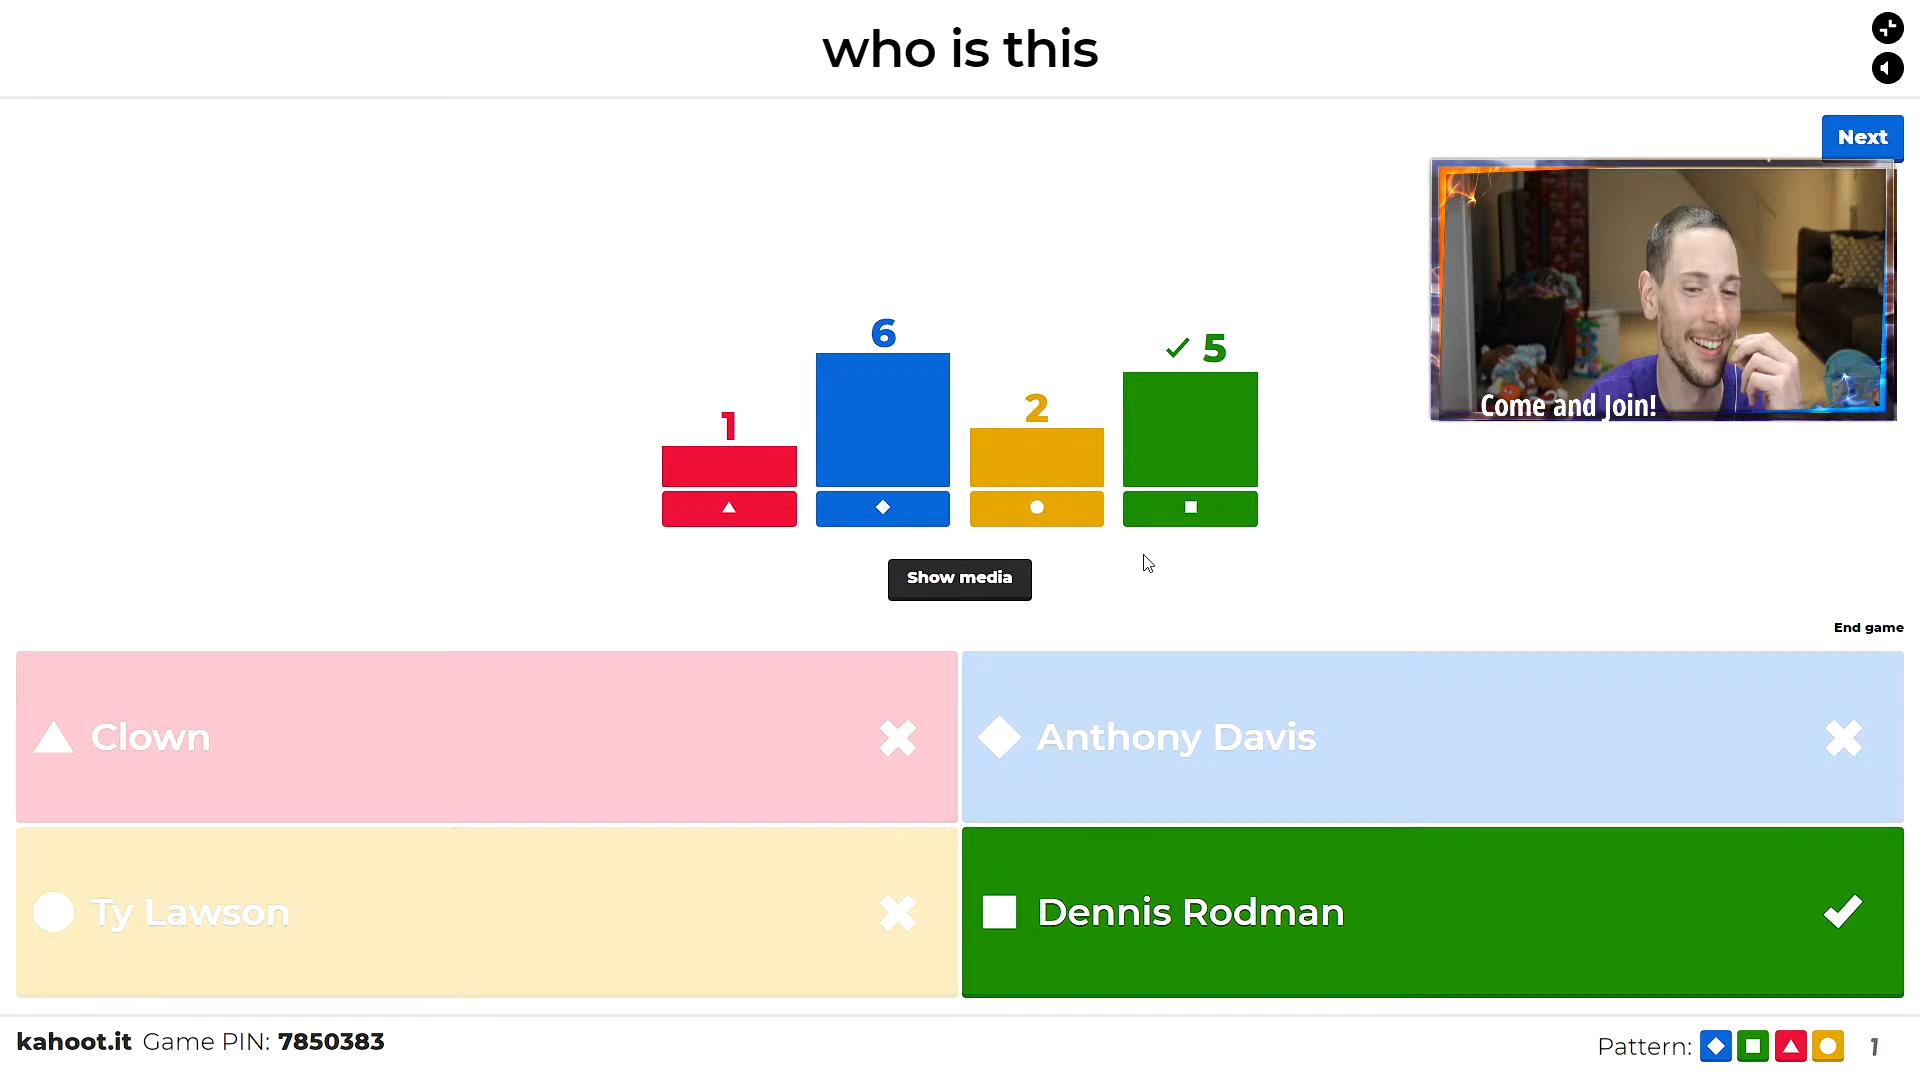 who is this
Next
Come and Join!
1
6
2
5
Show media
End game
Clown
Anthony Davis
Ty Lawson
Dennis Rodman
kahoot.it Game PIN: 7850383
Pattern:
1